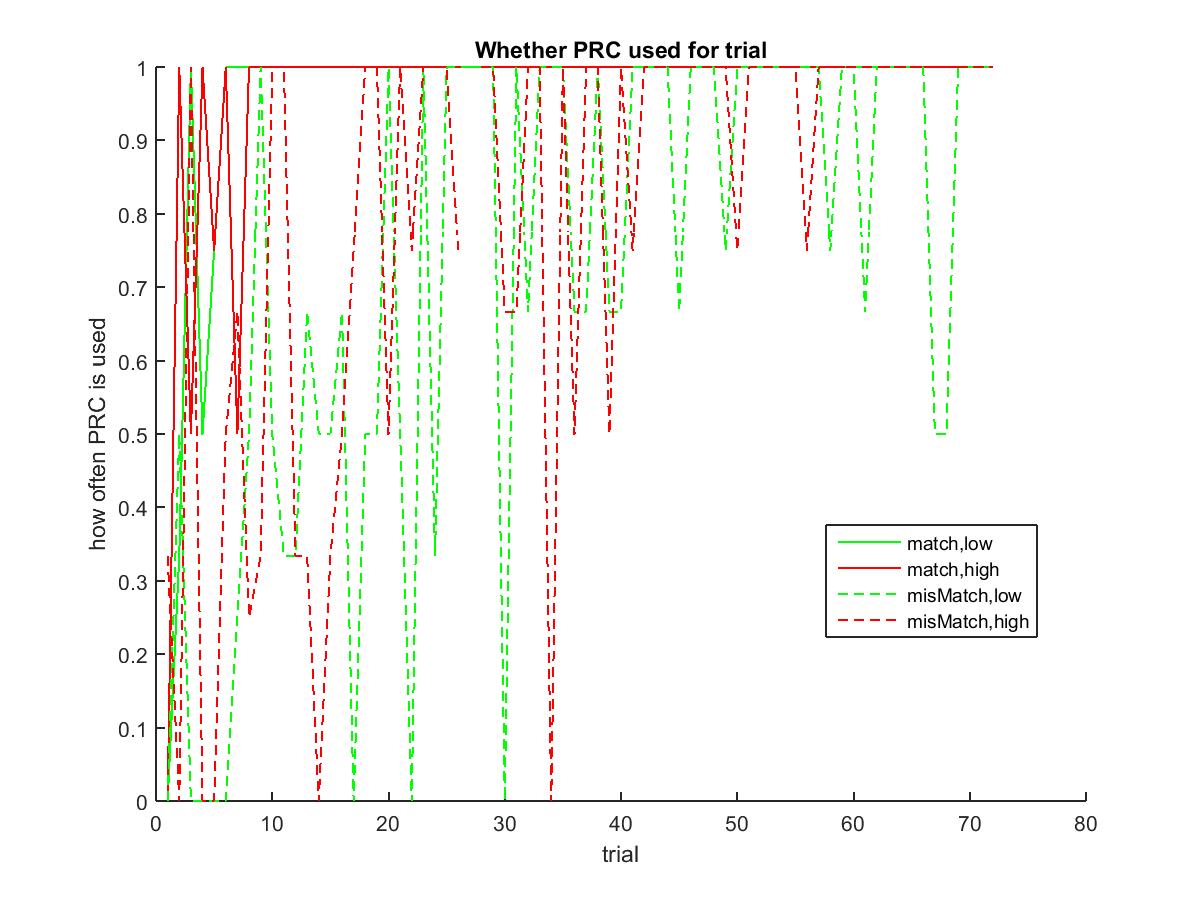 Whether PRC used for trial
how often PRC is used
1
0.9
0.8
0.7
0.6
0.5
0.4
0.3
0.2
0.1
0
match,low
match,high
misMatch,low
misMatch,high
0 10 20 30 40 50 60 70 80
trial